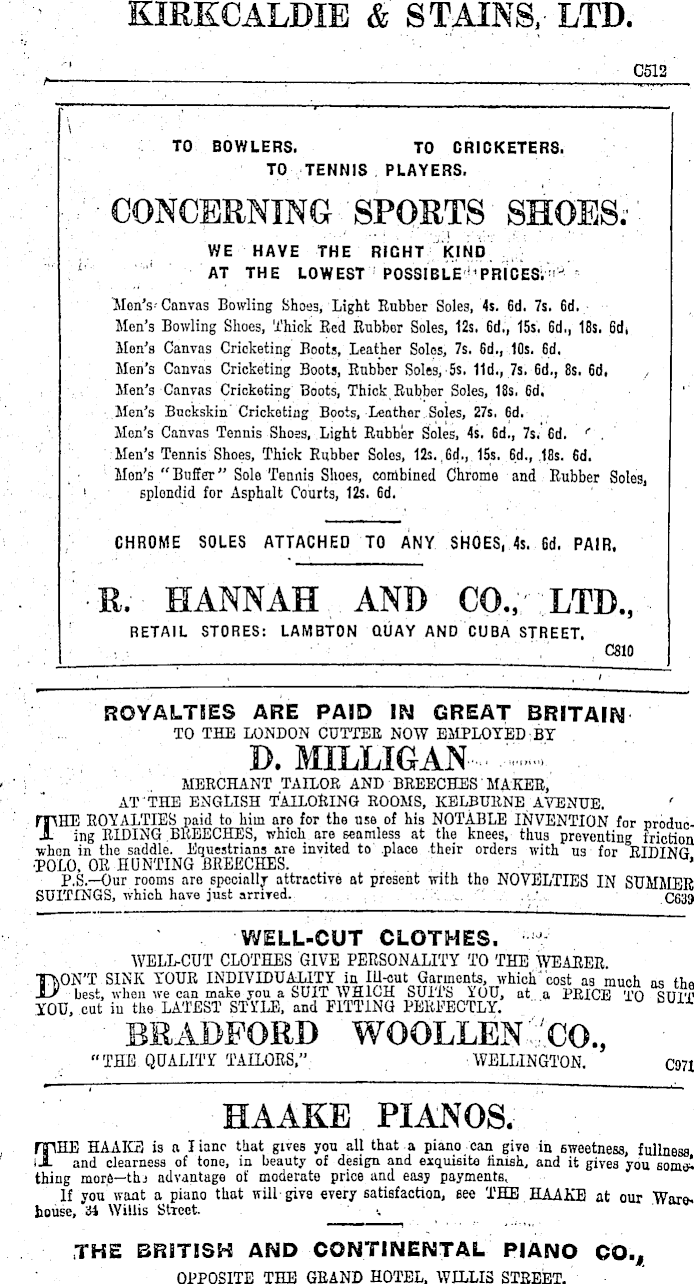 KIRKCALDIE & STAINS, LTD.
C512
TO BOWLERS. TO CRICKETERS.
TO TENNIS PLAYERS.
CONCERNING SPORTS SHOES.
WE HAVE THE RIGHT KIND
AT THE LOWEST POSSIBLE PRICES.
Men's Canvas Bowling Shoes, Light Rubber Soles, 4s. 6d. 7s. 6d.
Men's Bowling Shoes, Thick Red Rubber Soles, 12s. 6d., 15s. 6d., 18s. 6d.
Men's Canvas Cricketing Boots, Leather Soles, 7s. 6d., 10s. 6d.
Men's Canvas Cricketing Boots, Rubber Soles, 5s. 11d., 7s. 6d., 8s. 6d.
Men's Canvas Cricketing Boots, Thick Rubber Soles, 18s. 6d.
Men's Buckskin Cricketing Boots, Leather Soles, 27s. 6d.
Men's Canvas Tennis Shoes, Light Rubber Soles, 4s. 6d., 7s. 6d.
Men's Tennis Shoes, Thick Rubber Soles, 12s. 6d., 15s. 6d., 18s. 6d.
Men's "Buffer" Sole Tennis Shoes, combined Chrome and Rubber Soles,
splendid for Asphalt Courts, 12s. 6d.
CHROME SOLES ATTACHED TO ANY SHOES, 4s. 6d. PAIR.
R. HANNAH AND CO., LTD.,
RETAIL STORES: LAMBTON QUAY AND CUBA STREET.
C810
ROYALTIES ARE PAID IN GREAT BRITAIN
TO THE LONDON CUTTER NOW EMPLOYED BY
D. MILLIGAN
MERCHANT TAILOR AND BREECHES MAKER,
AT THE ENGLISH TAILORING ROOMS, KELBURNE AVENUE.
THE ROYALTIES paid to him are for the use of his NOTABLE INVENTION for produc-
ing RIDING BREECHES, which are seamless at the knees, thus preventing friction
when in the saddle. Equestrians are invited to place their orders with us for RIDING,
POLO, OR HUNTING BREECHES.
P.S.—Our rooms are specially attractive at present with the NOVELTIES IN SUMMER
SUITINGS, which have just arrived. C639
WELL-CUT CLOTHES.
WELL-CUT CLOTHES GIVE PERSONALITY TO THE WEARER.
DON'T SINK YOUR INDIVIDUALITY in Ill-cut Garments, which cost as much as the
best, when we can make you a SUIT WHICH SUITS YOU, at a PRICE TO SUIT
YOU, cut in the LATEST STYLE, and FITTING PERFECTLY.
BRADFORD WOOLLEN CO.,
"THE QUALITY TAILORS," WELLINGTON. C971
HAAKE PIANOS.
THE HAAKE is a Piano that gives you all that a piano can give in sweetness, fullness,
and clearness of tone, in beauty of design and exquisite finish, and it gives you some-
thing more—the advantage of moderate price and easy payments.
If you want a piano that will give every satisfaction, see THE HAAKE at our Ware-
house, 34 Willis Street.
THE BRITISH AND CONTINENTAL PIANO CO.,
OPPOSITE THE GRAND HOTEL, WILLIS STREET.